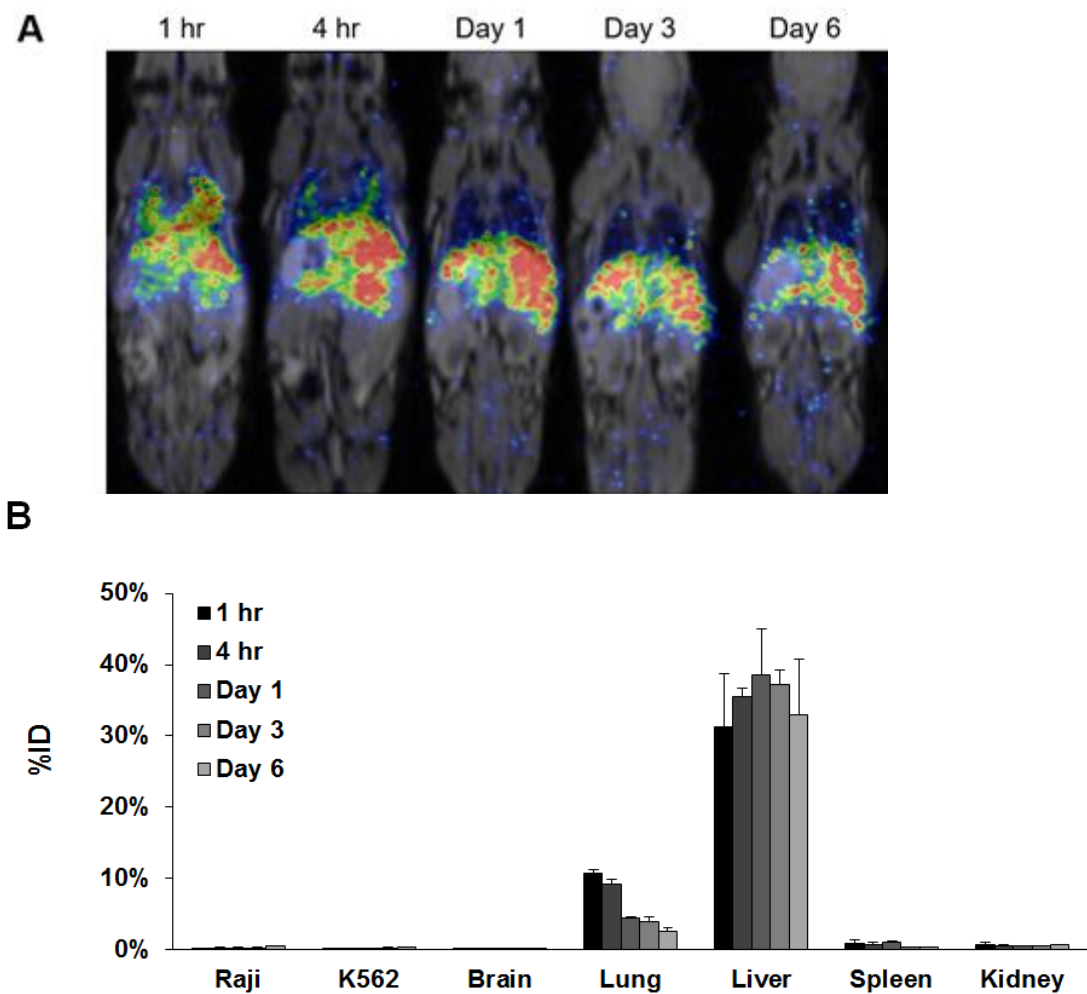 A
1 hr 4 hr Day 1 Day 3 Day 6
B
%ID
50%
40%
30%
20%
10%
0%
1 hr
4 hr
Day 1
Day 3
Day 6
Raji K562 Brain Lung Liver Spleen Kidney